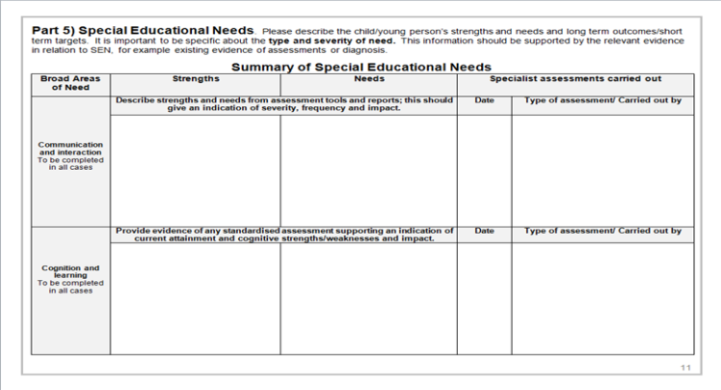 Part 5) Special Educational Needs. Please describe the child/young person's strengths and needs and long term outcomes/short
term targets. It is important to be specific about the type and severity of need. This information should be supported by the relevant evidence
in relation to SEN, for example existing evidence of assessments or diagnosis.
Summary of Special Educational Needs
Broad Areas
of Need
Strengths
Needs
Specialist assessments carried out
Describe strengths and needs from assessment tools and reports; this should
give an indication of severity, frequency and impact.
Date
Type of assessment/ Carried out by
Communication
and interaction
To be completed
in all cases
Provide evidence of any standardised assessment supporting an indication of
current attainment and cognitive strengths/weaknesses and impact.
Date
Type of assessment/ Carried out by
Cognition and
learning
To be completed
in all cases
11